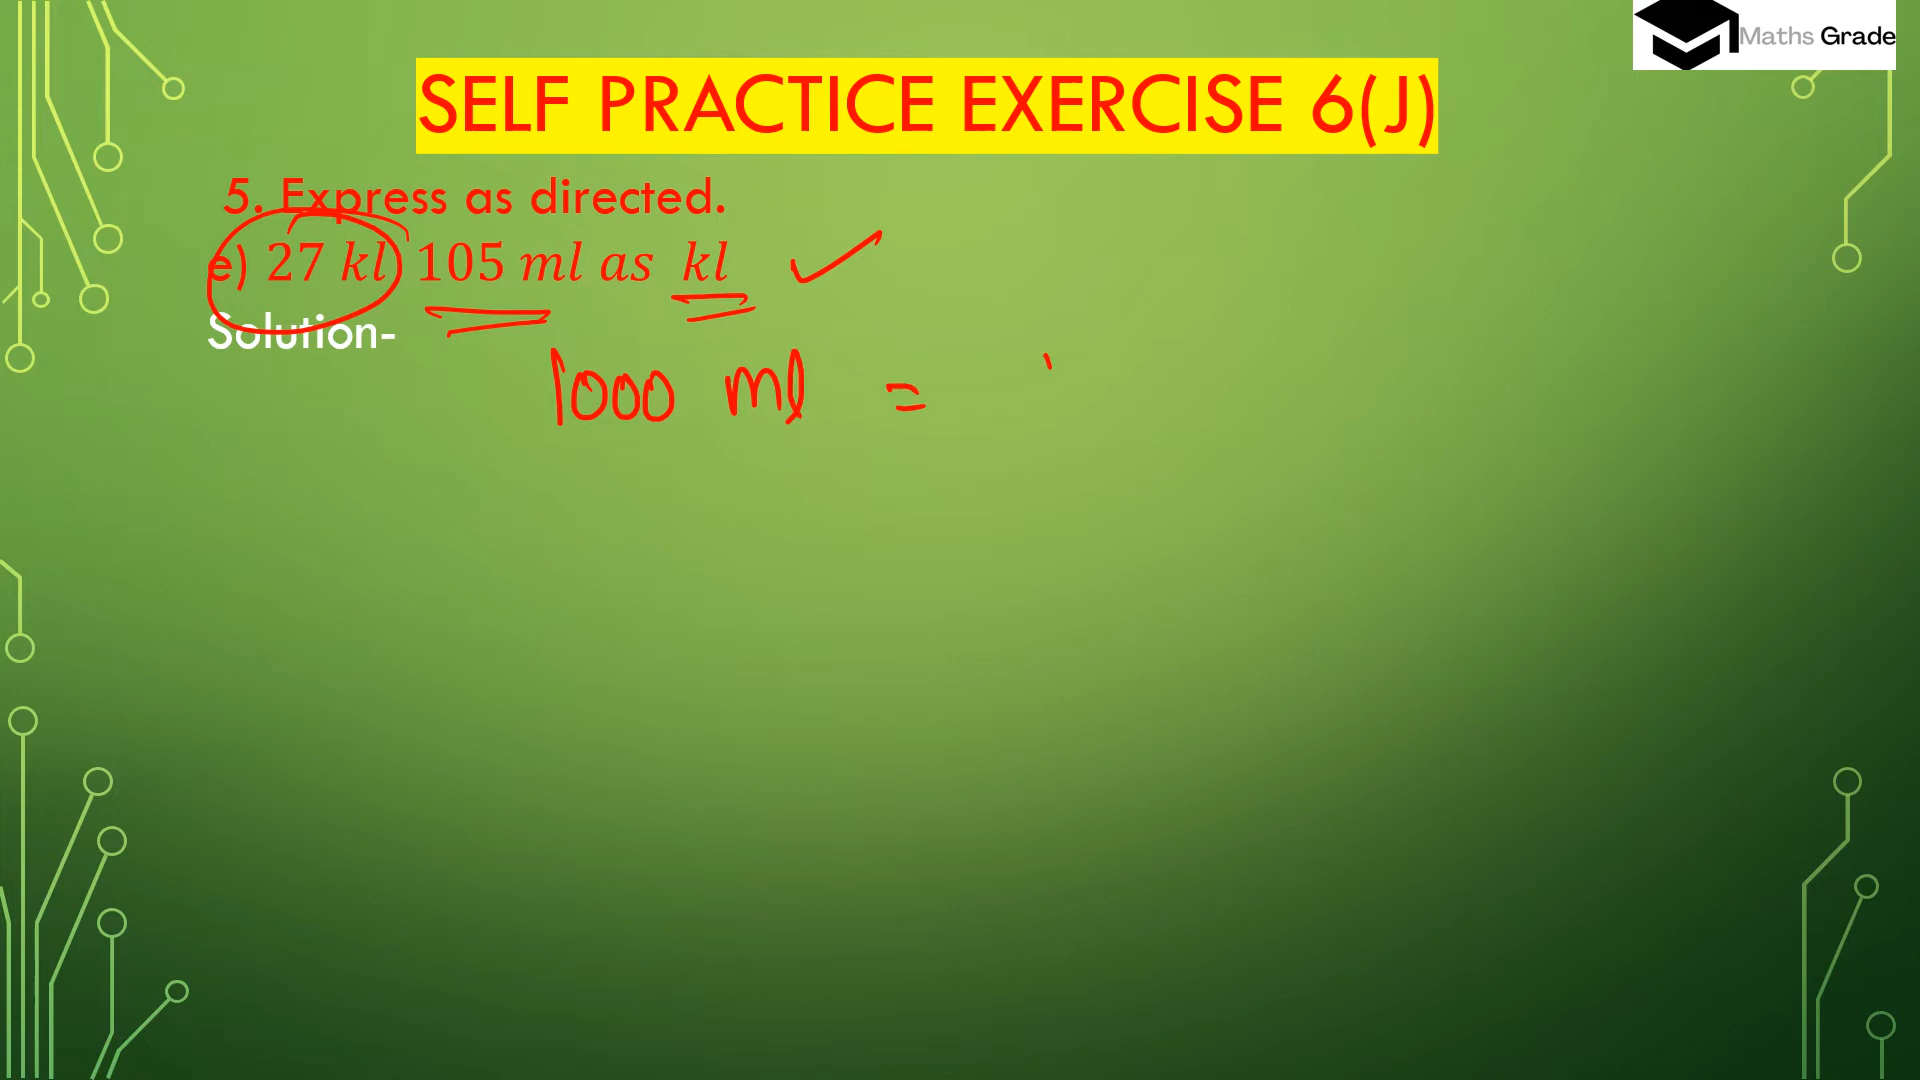 Maths Grade
SELF PRACTICE EXERCISE 6(J)
5. Express as directed.
e) 27 kl 105 ml as kl
Solution-
1000 ml =